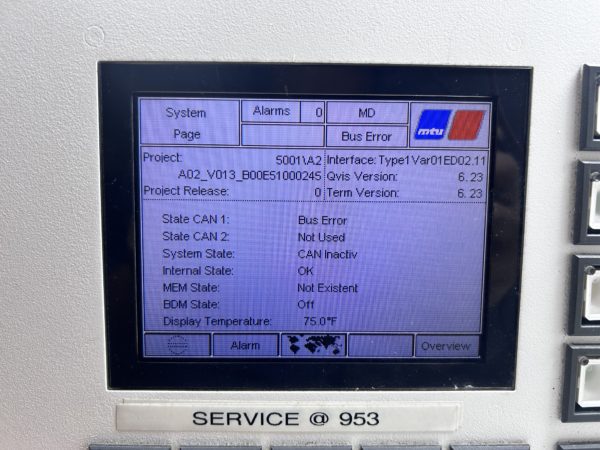 System Page
Alarms 0
MD
Bus Error
mtu
Project: S001\A2
A02_V013_B00E51000245
Project Release: 0
Interface: Type1Var01ED02.11
Qvis Version: 6.23
Term Version: 6.23
State CAN 1: Bus Error
State CAN 2: Not Used
System State: CAN Inactiv
Internal State: OK
MEM State: Not Existent
BDM State: Off
Display Temperature: 75.0°F
Alarm
Overview
SERVICE @ 953